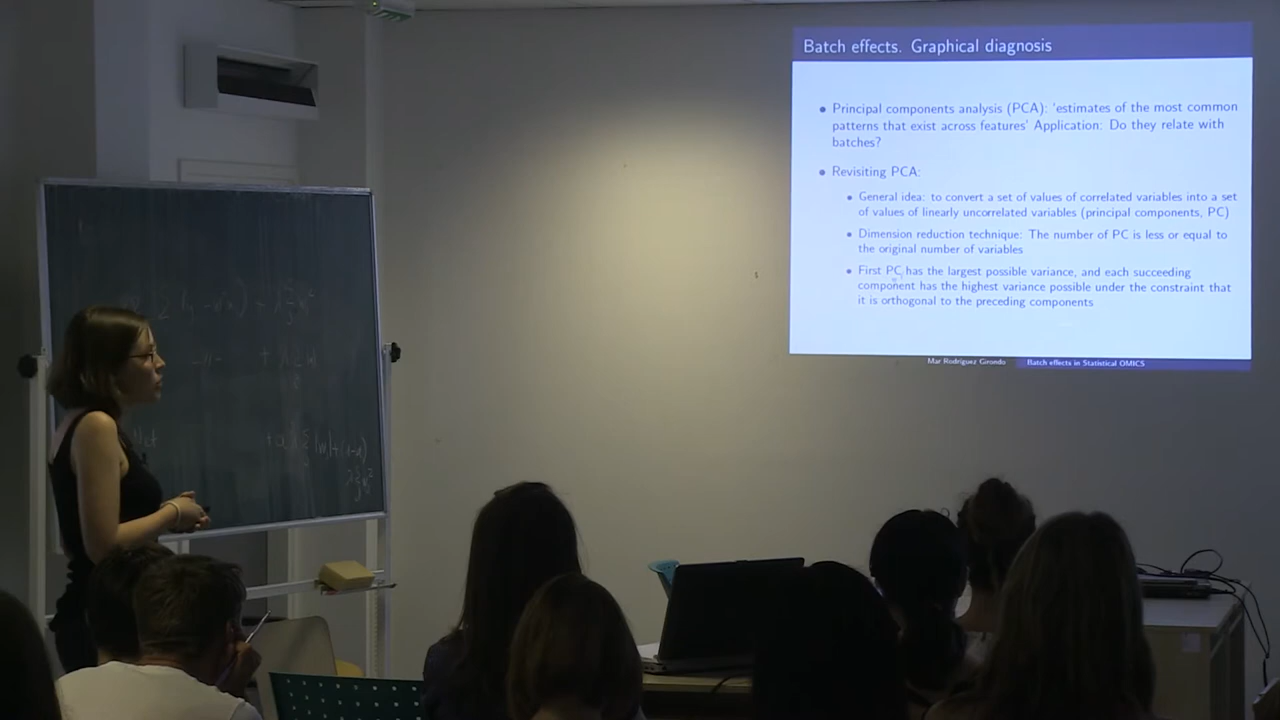 Batch effects. Graphical diagnosis
Principal components analysis (PCA): 'estimates of the most common
patterns that exist across features' Application: Do they relate with
batches?
Revisiting PCA:
General idea: to convert a set of values of correlated variables into a set
of values of linearly uncorrelated variables (principal components, PC)
Dimension reduction technique: The number of PC is less or equal to
the original number of variables
First PC has the largest possible variance, and each succeeding
component has the highest variance possible under the constraint that
it is orthogonal to the preceding components
Mar Rodríguez Girondo
Batch effects in Statistical OMICS